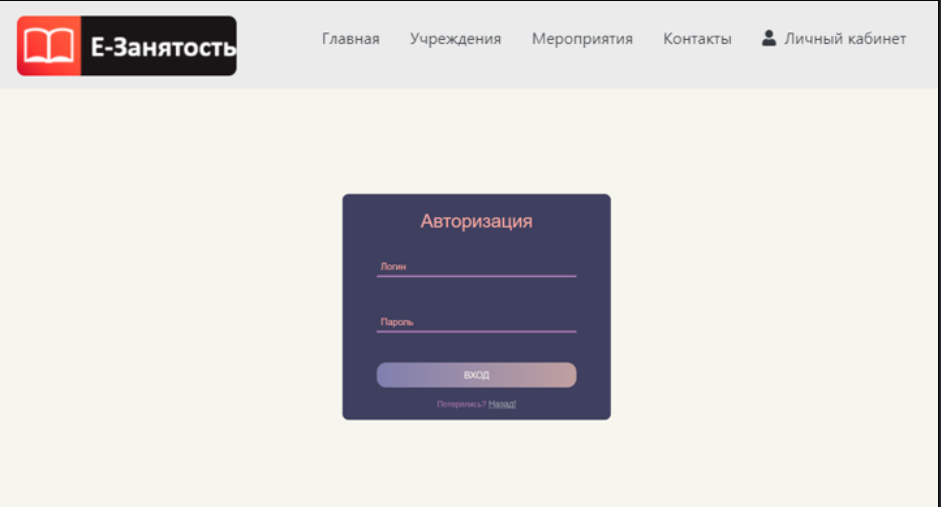 Е-Занятость Главная Учреждения Мероприятия Контакты Личный кабинет
Авторизация
Логин
Пароль
ВХОД
Потерялись? Назад!